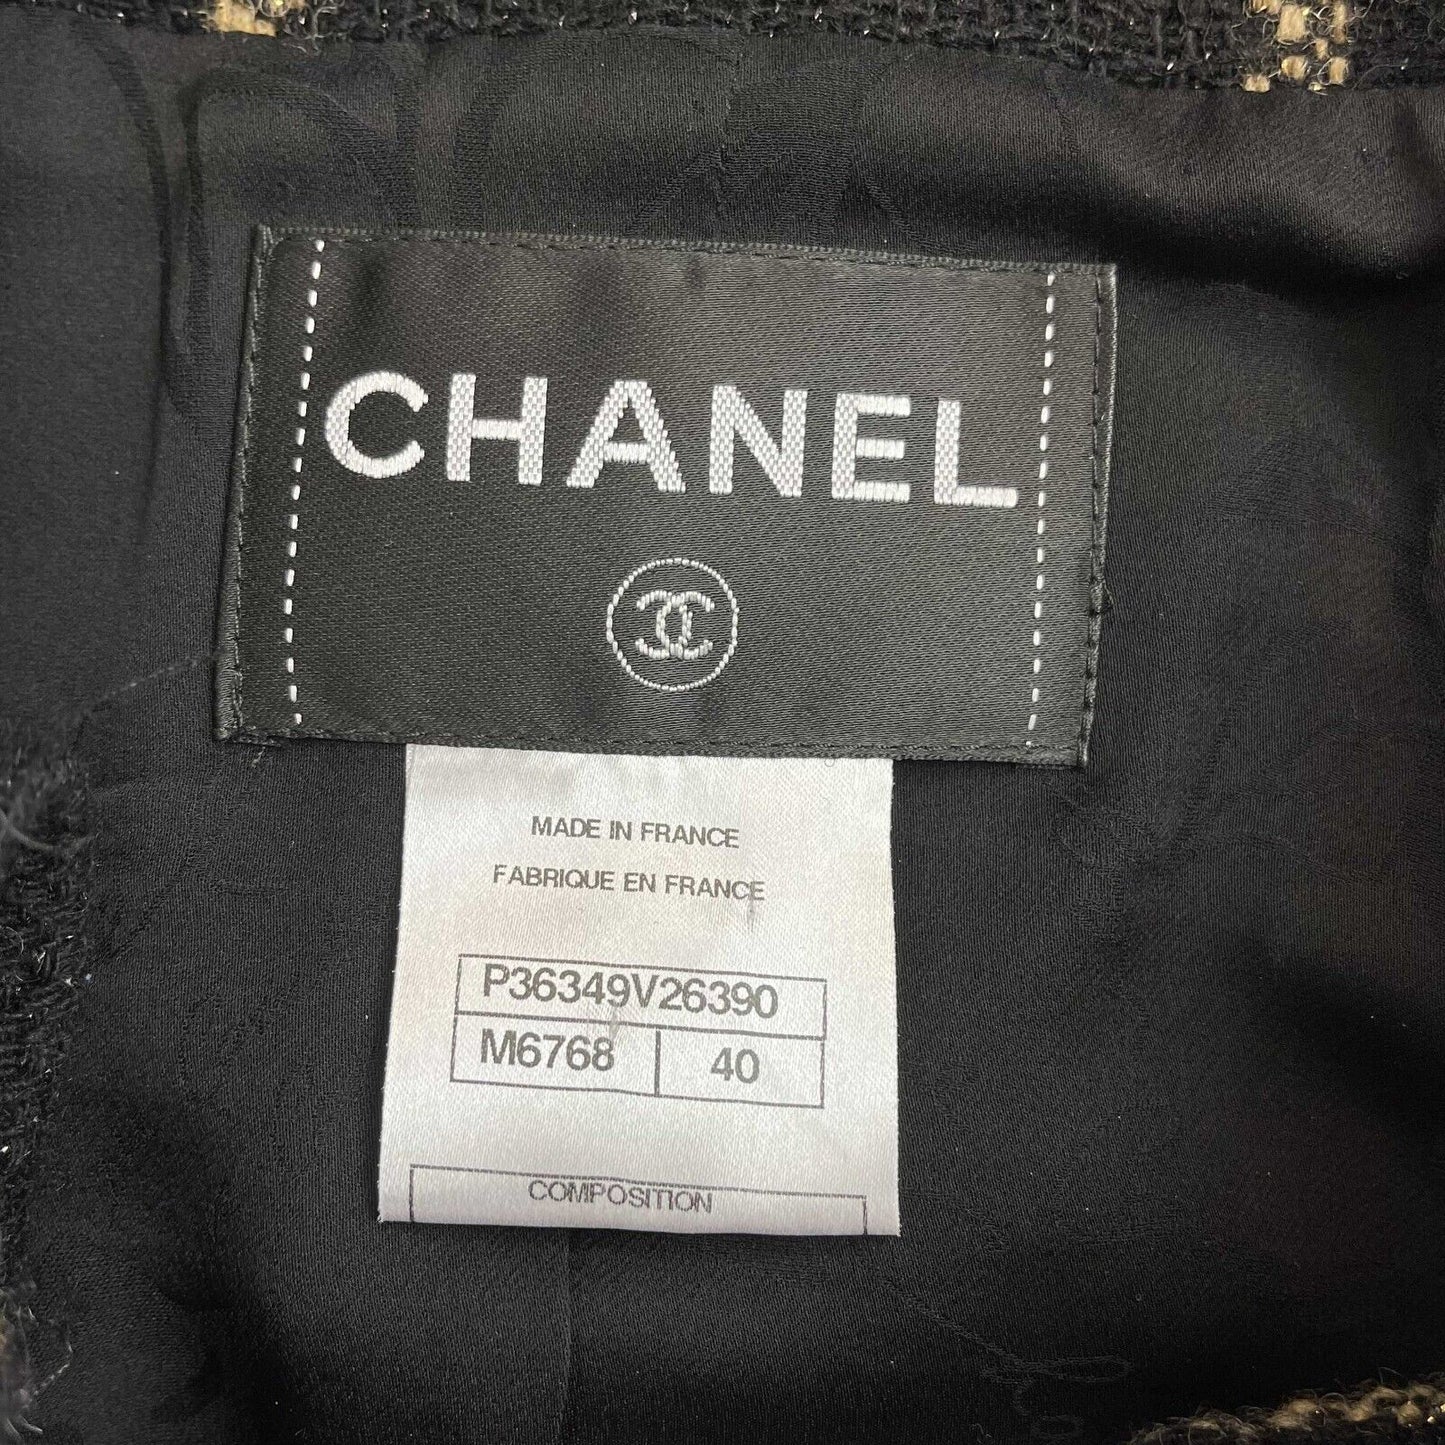 CHANEL
MADE IN FRANCE
FABRIQUE EN FRANCE
P36349V26390
M6768 40
COMPOSITION